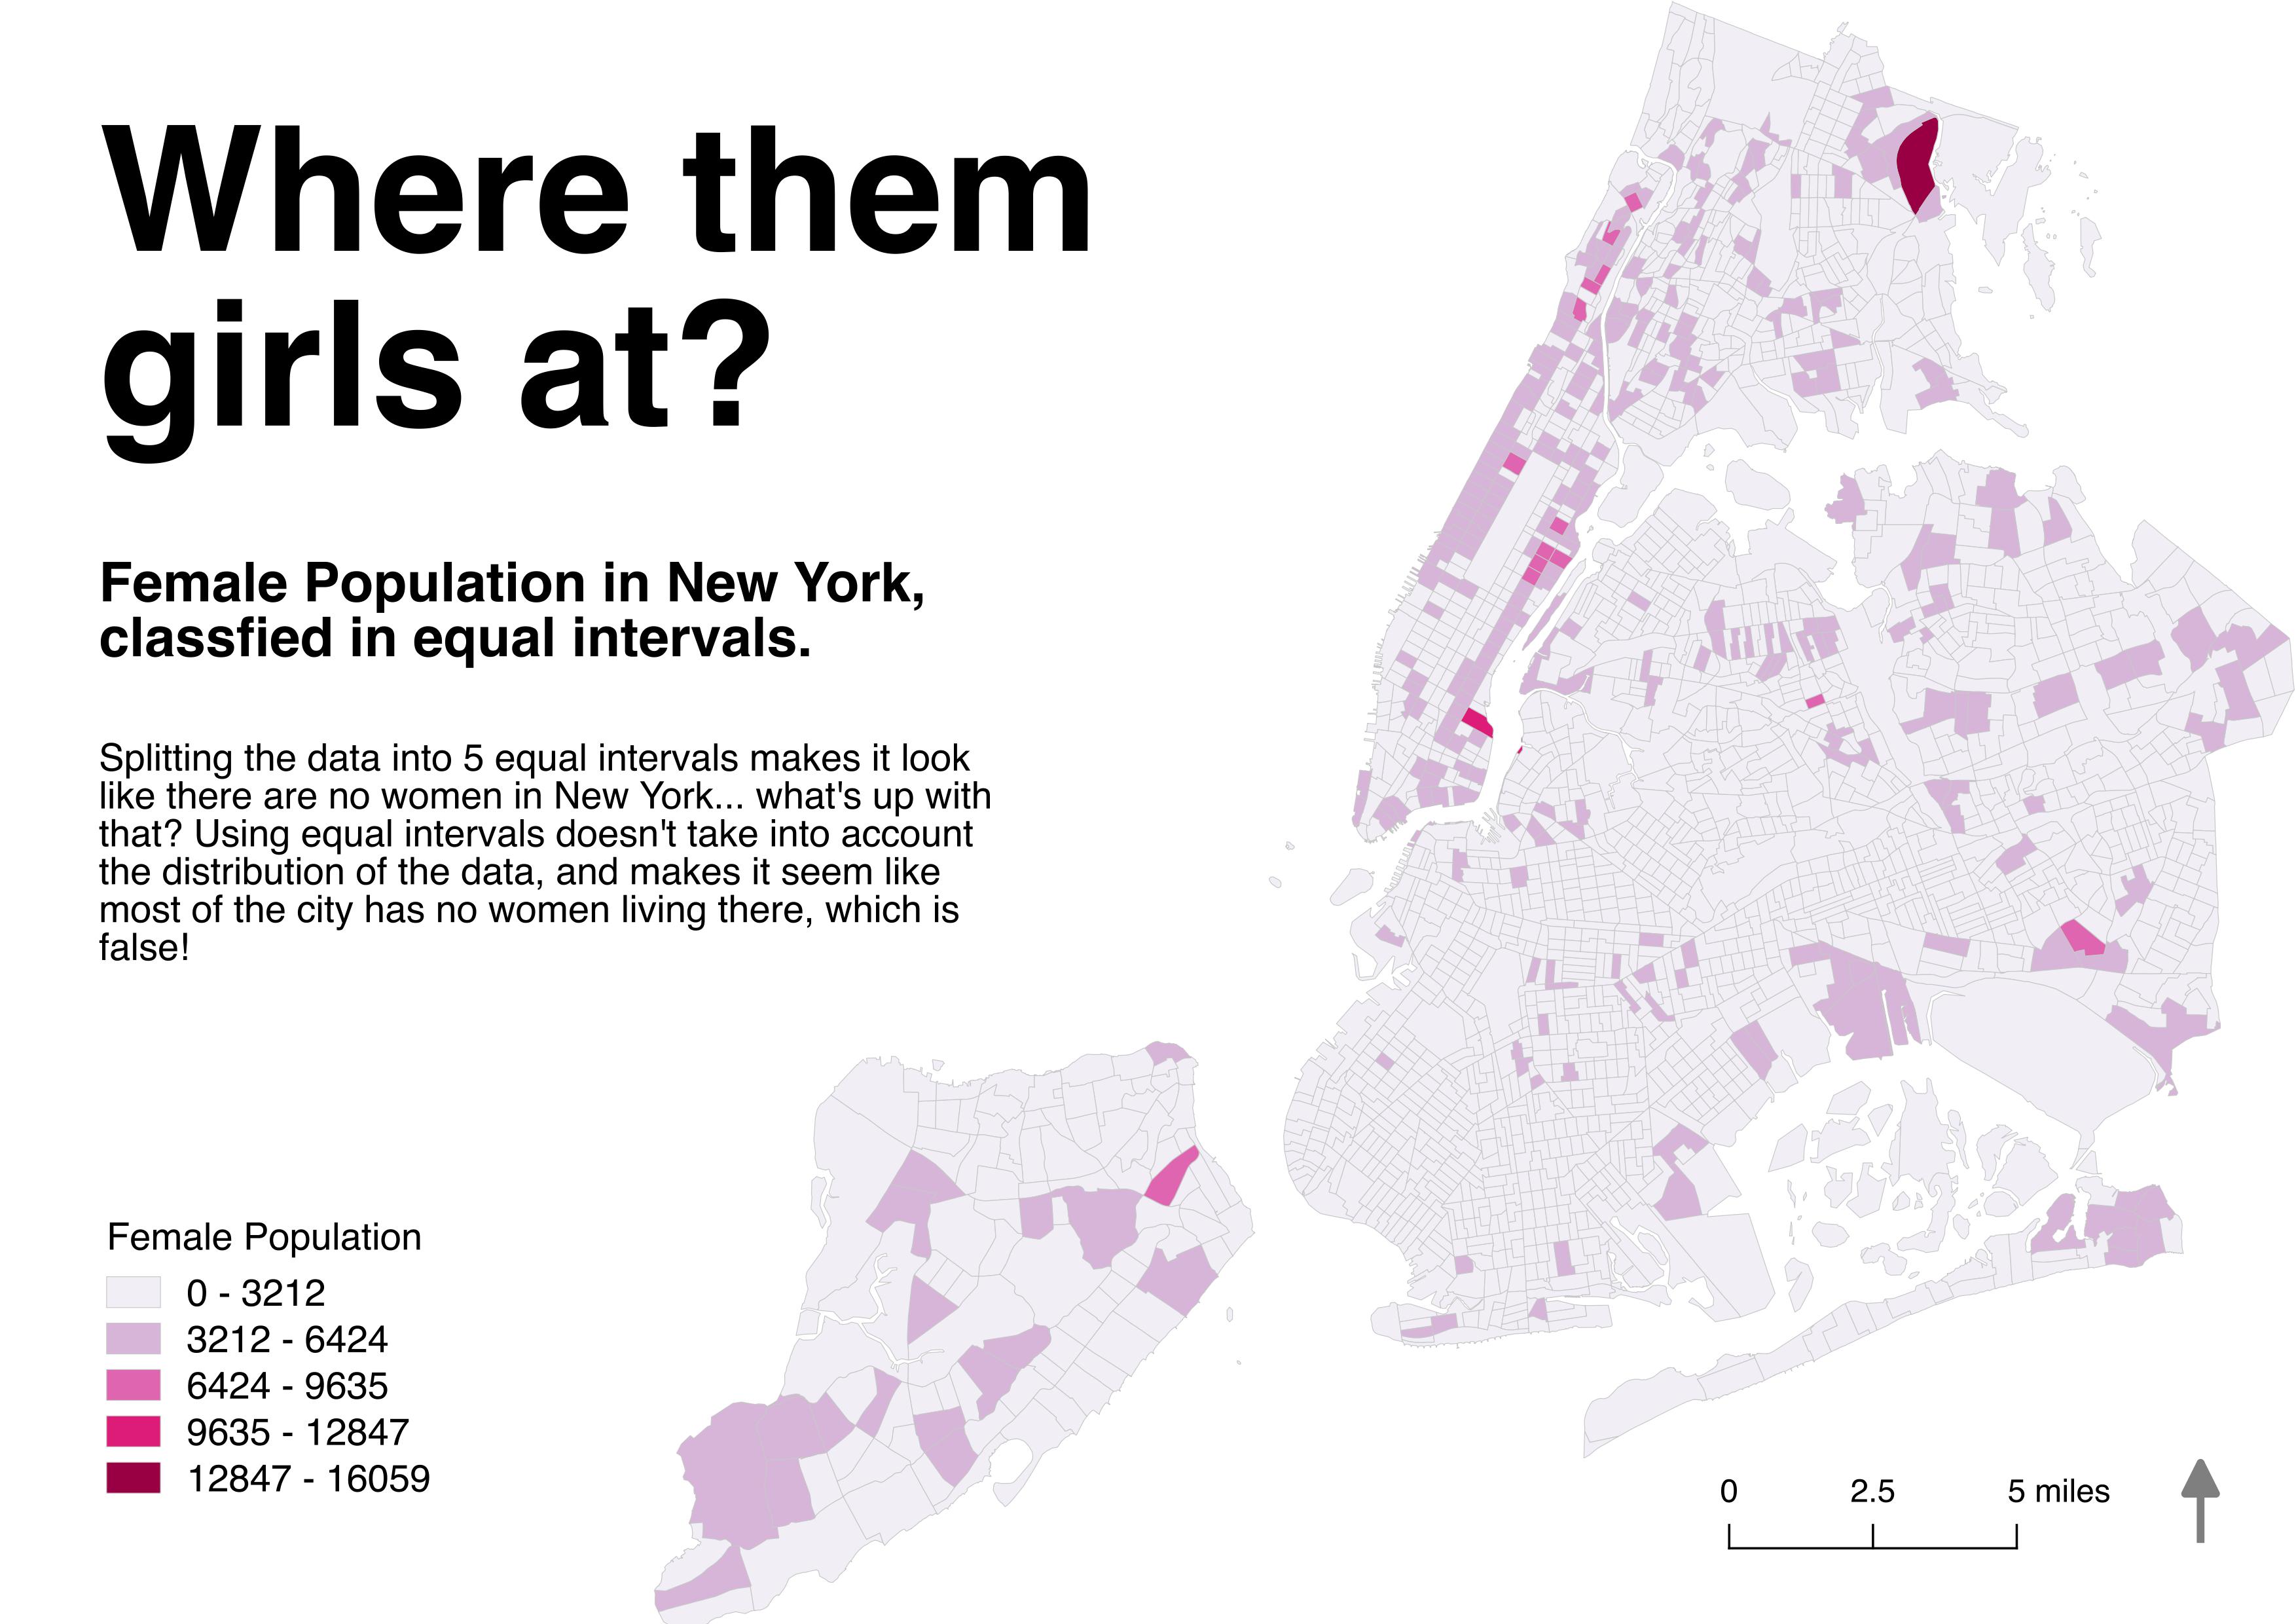 Where them
girls at?
Female Population in New York,
classfied in equal intervals.
Splitting the data into 5 equal intervals makes it look
like there are no women in New York... what's up with
that? Using equal intervals doesn't take into account
the distribution of the data, and makes it seem like
most of the city has no women living there, which is
false!
Female Population
0 - 3212
3212 - 6424
6424 - 9635
9635 - 12847
12847 - 16059
0 2.5 5 miles